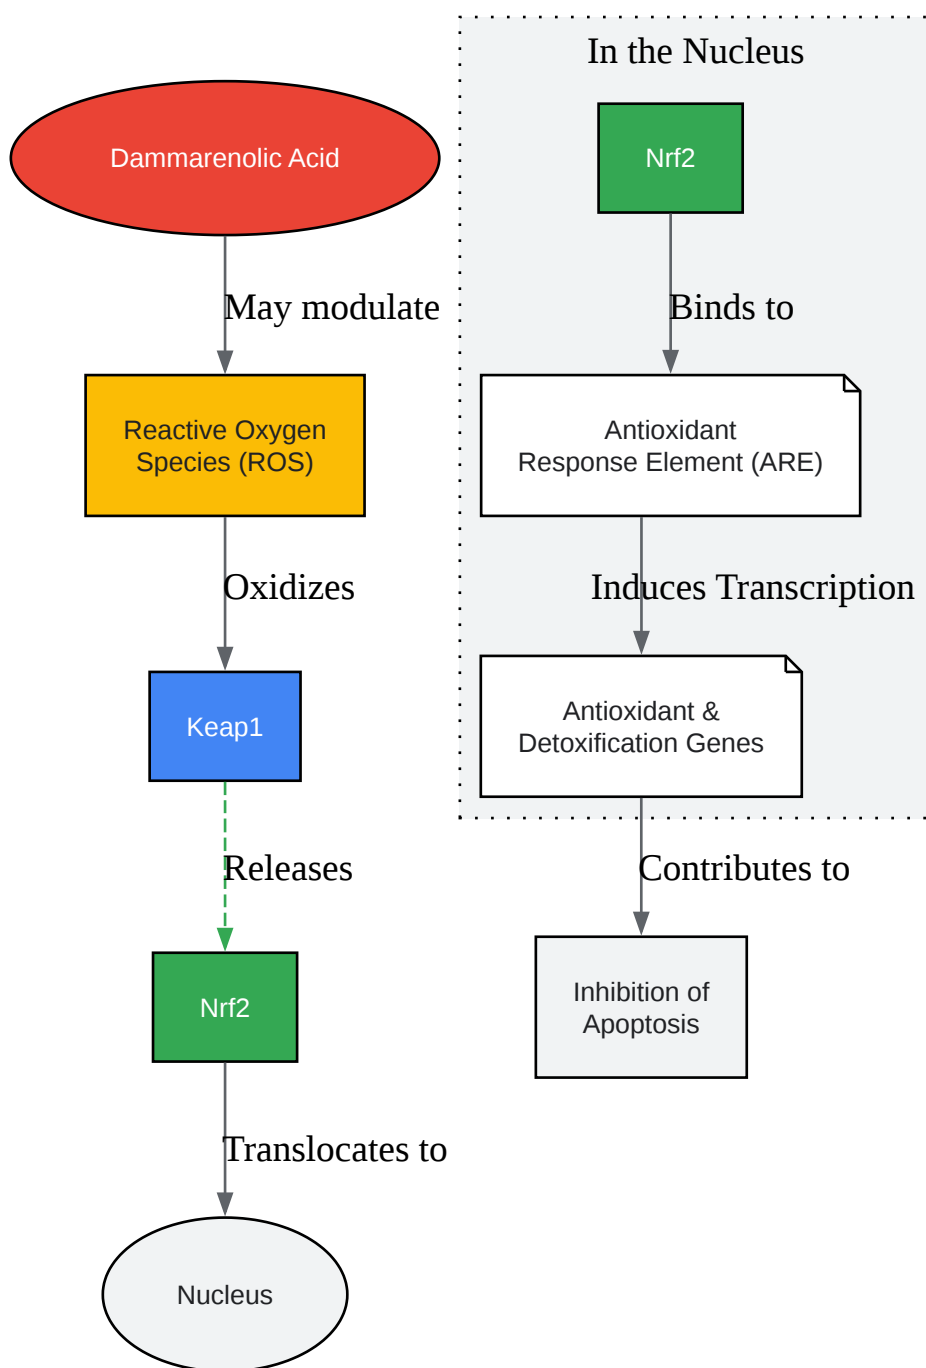 Dammarenolic Acid
May modulate
Reactive Oxygen
Species (ROS)
Oxidizes
Keap1
Releases
Nrf2
Translocates to
Nucleus
In the Nucleus
Nrf2
Binds to
Antioxidant
Response Element (ARE)
Induces Transcription
Antioxidant &
Detoxification Genes
Contributes to
Inhibition of
Apoptosis